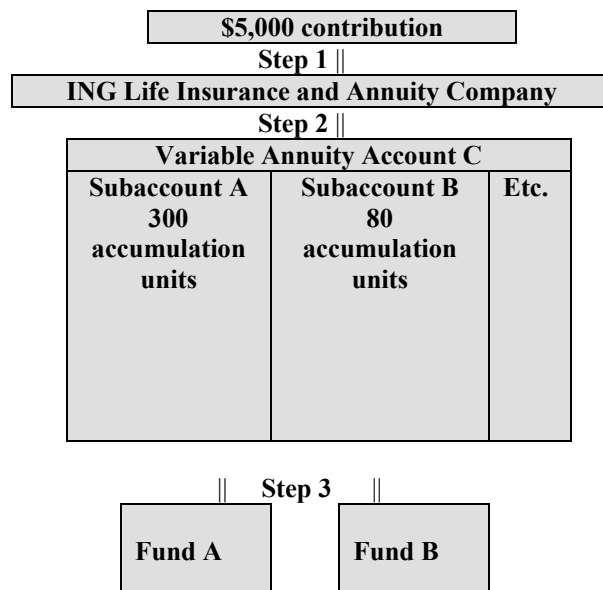 $5,000 contribution
Step 1 ||
ING Life Insurance and Annuity Company
Step 2 ||
Variable Annuity Account C
Subaccount A
300
accumulation
units
Subaccount B
80
accumulation
units
Etc.
|| Step 3 ||
Fund A
Fund B